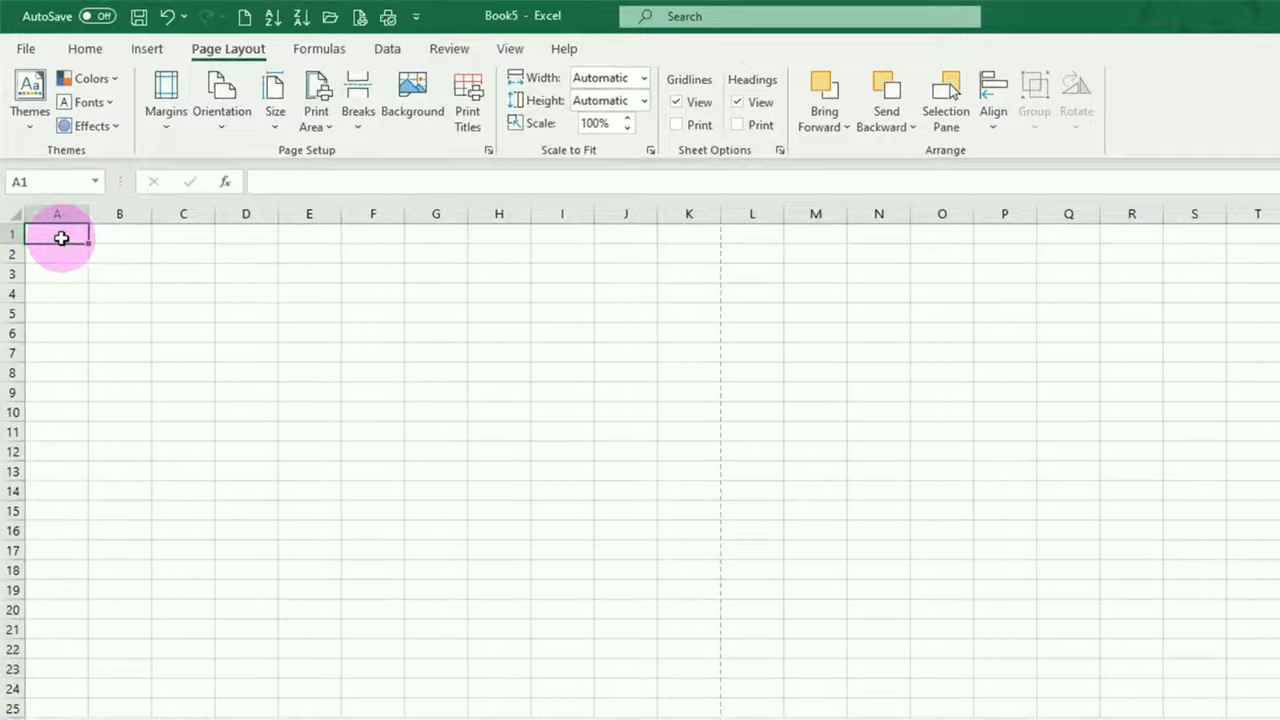 AutoSave Off Book5 - Excel Search
File Home Insert Page Layout Formulas Data Review View Help
Themes Colors Fonts Effects Themes
Margins Orientation Size Print Area Breaks Background Print Titles Page Setup
Width: Automatic
Height: Automatic
Scale: 100%
Scale to Fit
Gridlines View Print
Headings View Print
Sheet Options
Bring Forward Send Backward Selection Pane Align Group Rotate Arrange
A1 fx
A B C D E F G H I J K L M N O P Q R S T
1
2
3
4
5
6
7
8
9
10
11
12
13
14
15
16
17
18
19
20
21
22
23
24
25